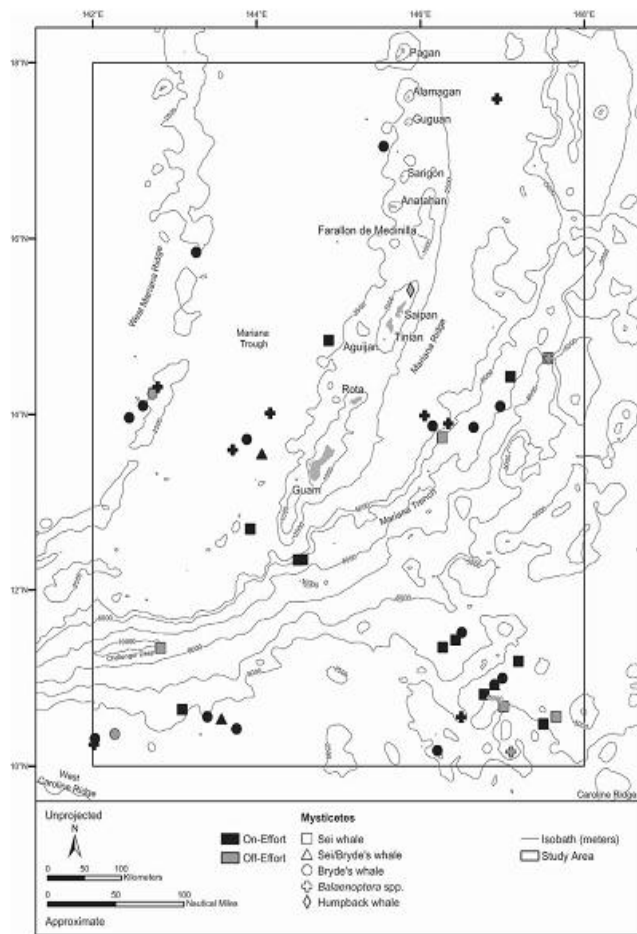 142°E 144°E 146°E 148°E
18°N
Pagan
Alamagan
Guguan
Sarigon
Anatahan
16°N
Farallon de Medinilla
West Mariana Ridge
Saipan
Mariana
Trough
Tinian
Aguijan
Mariana Ridge
Rota
14°N
Guam
Mariana Trench
12°N
Challenger Deep
10°N
West
Caroline Ridge
Caroline Ridge
Unprojected
N
0 50 100
Kilometers
0 50 100
Nautical Miles
Approximate
On-Effort
Off-Effort
Mysticetes
Sei whale
Sei/Bryde's whale
Bryde's whale
Balaenoptera spp.
Humpback whale
Isobath (meters)
Study Area